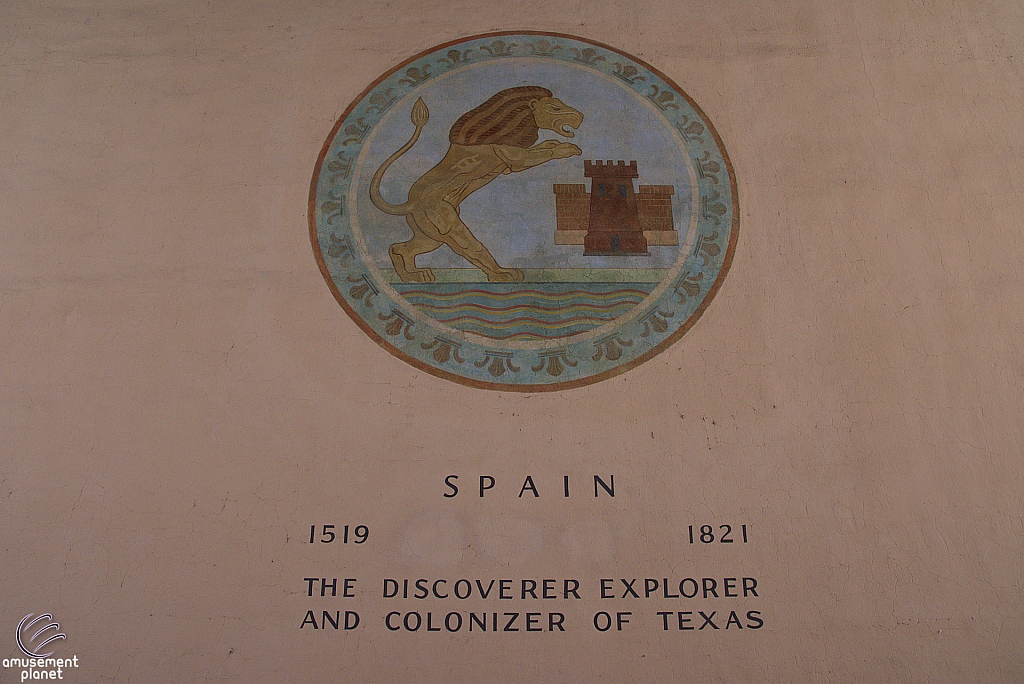 SPAIN
1519 1821
THE DISCOVERER EXPLORER
AND COLONIZER OF TEXAS
amusement
planet